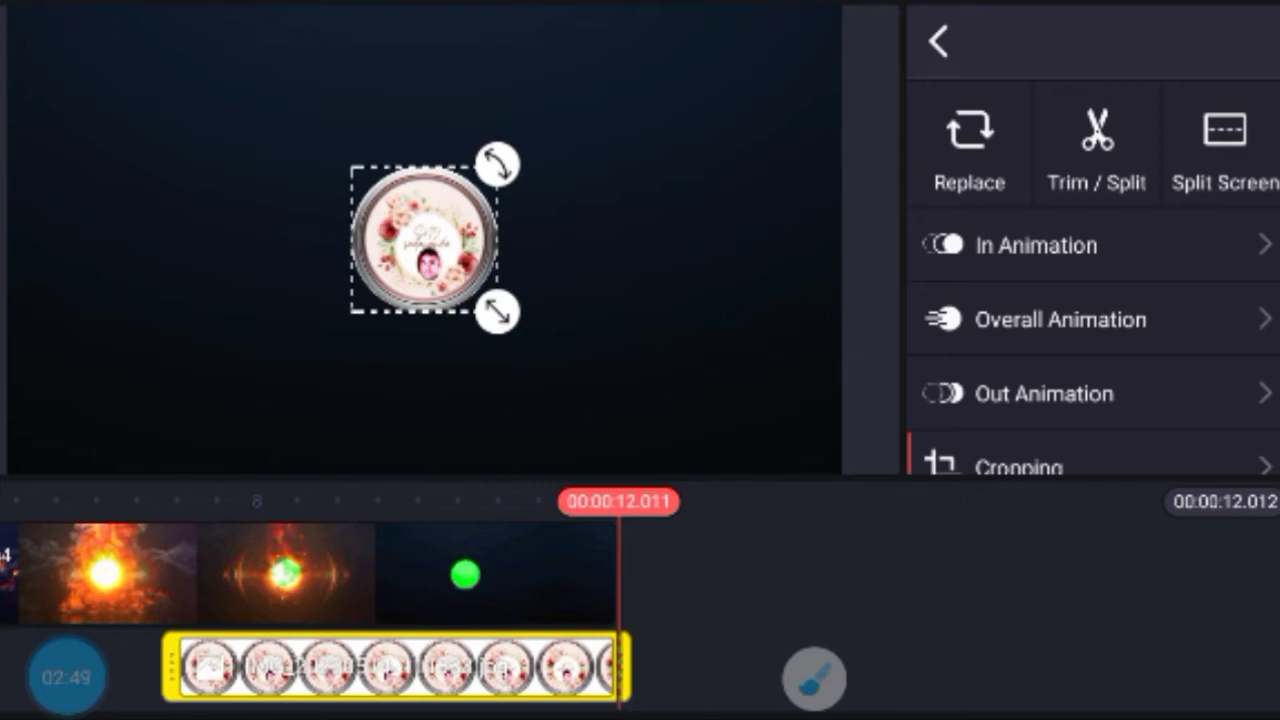 Replace
Trim / Split
Split Screen
In Animation
Overall Animation
Out Animation
Cropping
8
00:00:12.011
00:00:12.012
02:49